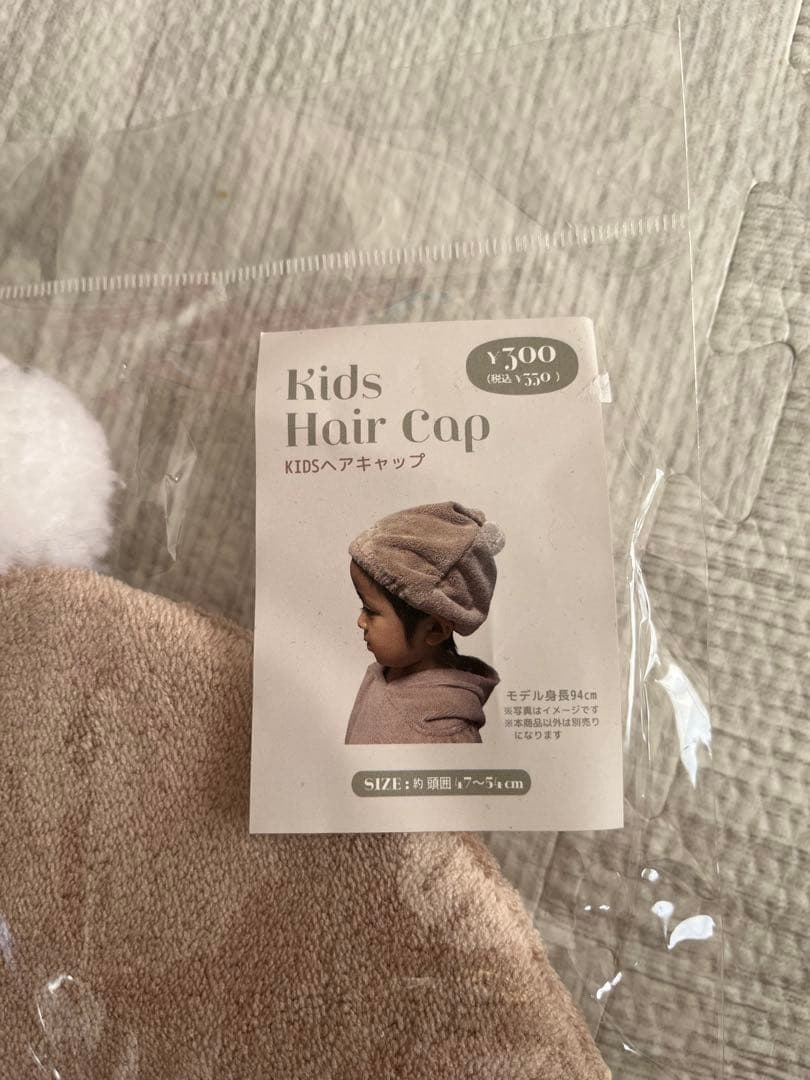 Kids
Hair Cap
KIDSヘアキャップ
¥300
(税込 ¥330)
モデル身長94cm
※写真はイメージです
※本商品以外は別売り
になります
SIZE : 約 頭囲 47〜54cm